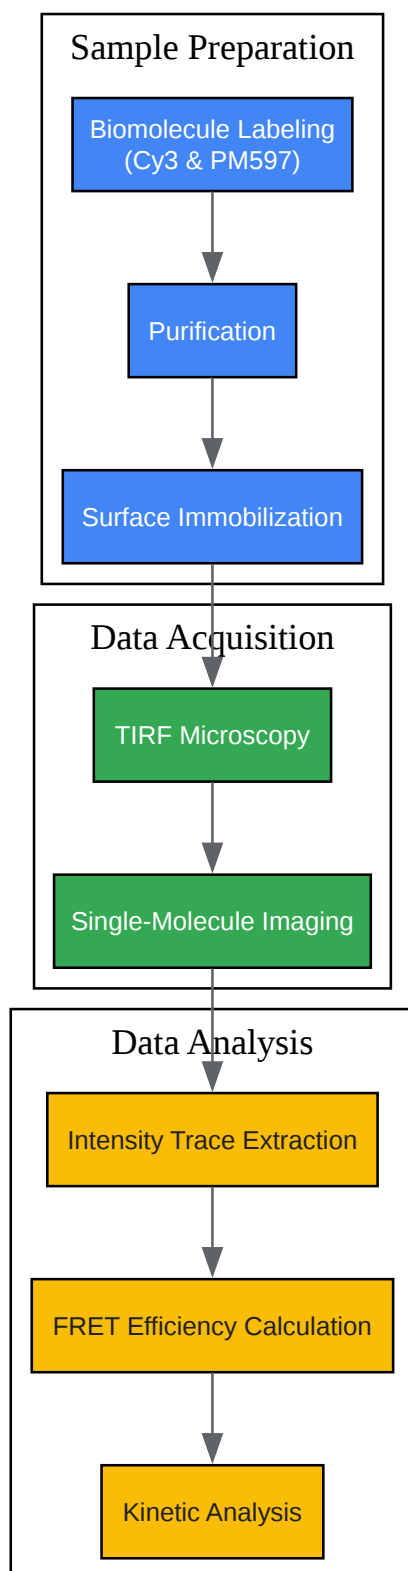 Sample Preparation
Biomolecule Labeling
(Cy3 & PM597)
Purification
Surface Immobilization
Data Acquisition
TIRF Microscopy
Single-Molecule Imaging
Data Analysis
Intensity Trace Extraction
FRET Efficiency Calculation
Kinetic Analysis